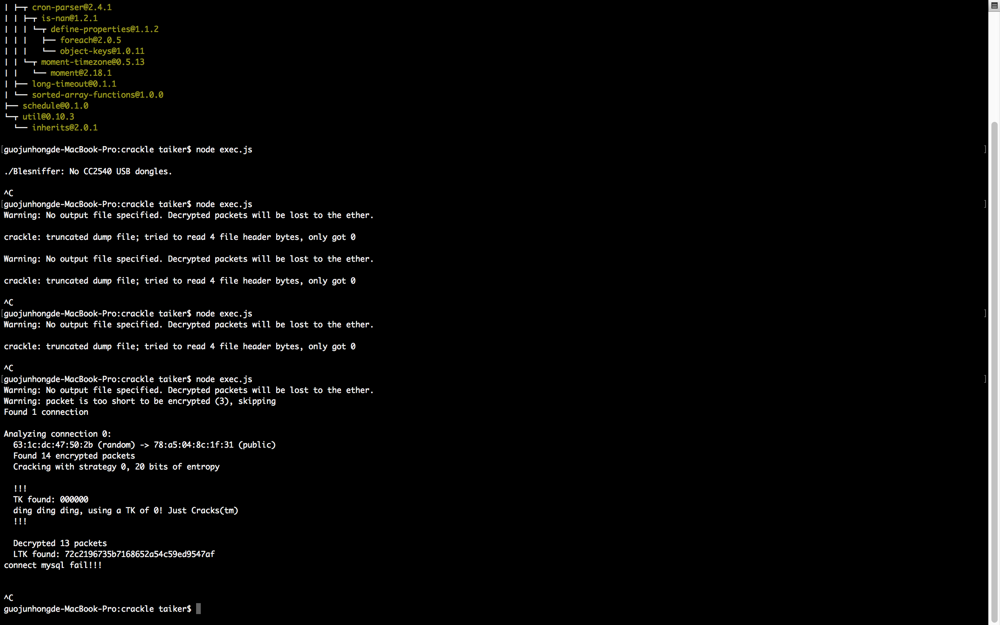 | ├─┬ cron-parser@2.4.1
| | ├─┬ is-nan@1.2.1
| | | └─┬ define-properties@1.1.2
| | |   ├── foreach@2.0.5
| | |   └── object-keys@1.0.11
| | └─┬ moment-timezone@0.5.13
| |   └── moment@2.18.1
| ├── long-timeout@0.1.1
| └── sorted-array-functions@1.0.0
├── schedule@0.1.0
└─┬ util@0.10.3
  └── inherits@2.0.1
[guojunhongde-MacBook-Pro:crackle taiker$ node exec.js ]
./Blesniffer: No CC2540 USB dongles.
^C
[guojunhongde-MacBook-Pro:crackle taiker$ node exec.js ]
Warning: No output file specified. Decrypted packets will be lost to the ether.
crackle: truncated dump file; tried to read 4 file header bytes, only got 0
Warning: No output file specified. Decrypted packets will be lost to the ether.
crackle: truncated dump file; tried to read 4 file header bytes, only got 0
^C
[guojunhongde-MacBook-Pro:crackle taiker$ node exec.js ]
Warning: No output file specified. Decrypted packets will be lost to the ether.
crackle: truncated dump file; tried to read 4 file header bytes, only got 0
^C
[guojunhongde-MacBook-Pro:crackle taiker$ node exec.js ]
Warning: No output file specified. Decrypted packets will be lost to the ether.
Warning: packet is too short to be encrypted (3), skipping
Found 1 connection
Analyzing connection 0:
  63:1c:dc:47:50:2b (random) -> 78:a5:04:8c:1f:31 (public)
  Found 14 encrypted packets
  Cracking with strategy 0, 20 bits of entropy
  !!!
  TK found: 000000
  ding ding ding, using a TK of 0! Just Cracks(tm)
  !!!
  Decrypted 13 packets
  LTK found: 72c2196735b7168652a54c59ed9547af
connect mysql fail!!!
^C
guojunhongde-MacBook-Pro:crackle taiker$